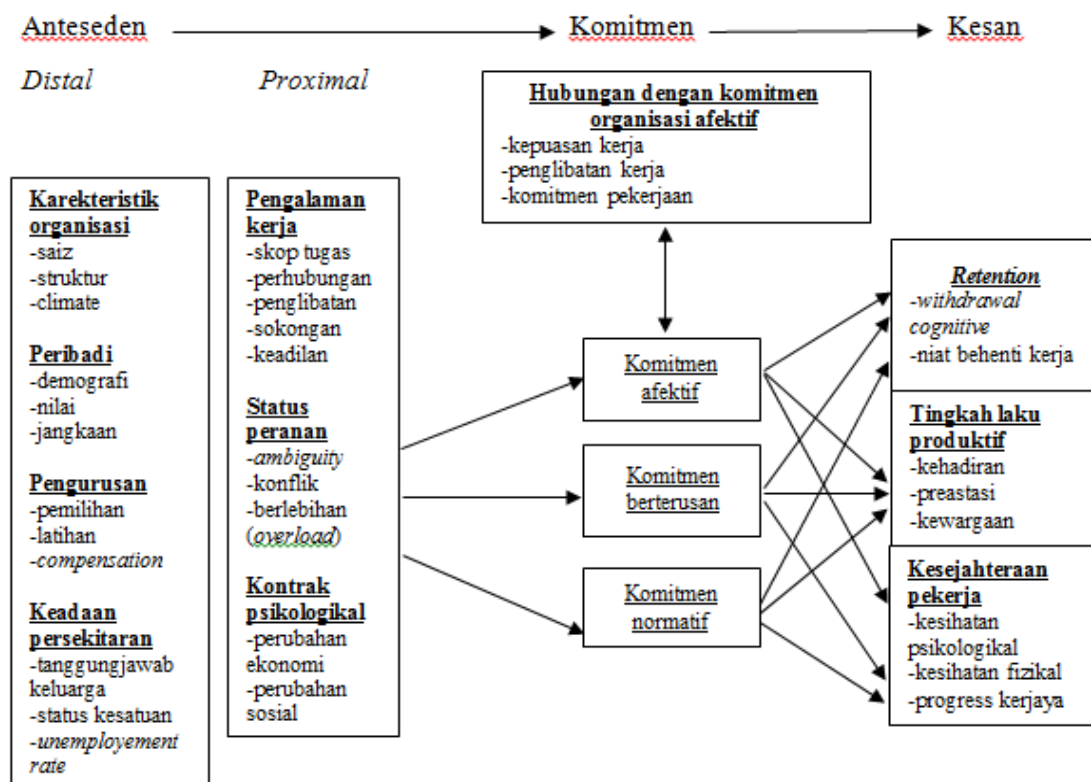 Anteseden
Komitmen
Kesan
Distal
Proximal
Hubungan dengan komitmen
organisasi afektif
-kepuasan kerja
-penglibatan kerja
-komitmen pekerjaan
Karekteristik
organisasi
-saiz
-struktur
-climate
Peribadi
-demografi
-nilai
-jangkaan
Pengurusan
-pemilihan
-latihan
-compensation
Keadaan
persekitaran
-tanggungjawab
keluarga
-status kesatuan
-unemployement
rate
Pengalaman
kerja
-skop tugas
-perhubungan
-penglibatan
-sokongan
-keadilan
Status
peranan
-ambiguity
-konflik
-berlebihan
(overload)
Kontrak
psikologikal
-perubahan
ekonomi
-perubahan
sosial
Komitmen
afektif
Komitmen
berterusan
Komitmen
normatif
Retention
-withdrawal
cognitive
-niat behenti kerja
Tingkah laku
produktif
-kehadiran
-preastasi
-kewargaan
Kesejahteraan
pekerja
-kesihatan
psikologikal
-kesihatan fizikal
-progress kerjaya